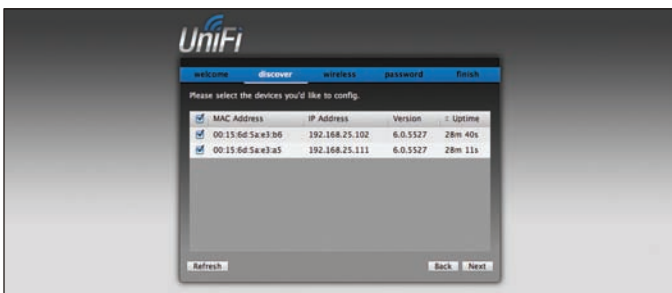 UniFi
welcome discover wireless password finish
Please select the devices you'd like to config.
MAC Address IP Address Version Uptime
00:15:6d:5a:e3:b6 192.168.25.102 6.0.5527 28m 40s
00:15:6d:5a:e3:a5 192.168.25.111 6.0.5527 28m 11s
Refresh Back Next